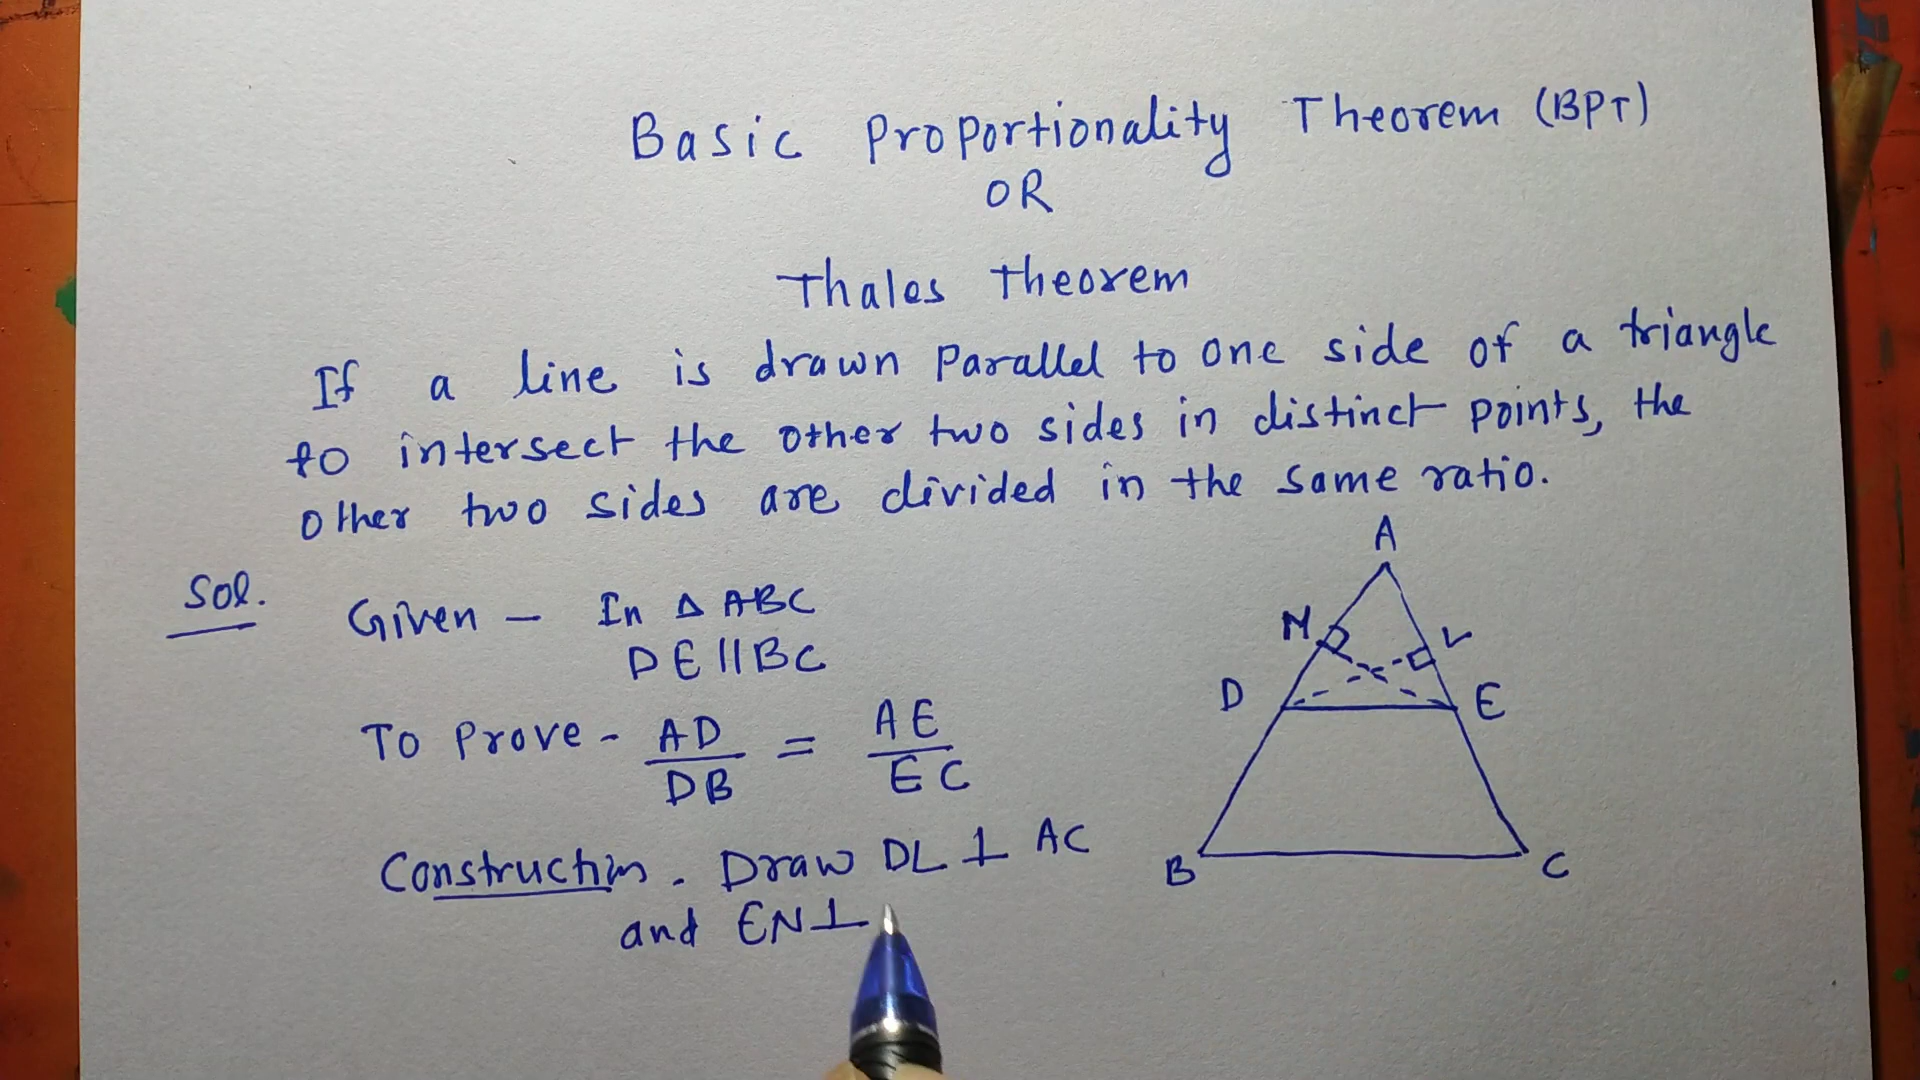 Basic Proportionality Theorem (BPT)
OR
Thales Theorem
If a line is drawn parallel to one side of a triangle
to intersect the other two sides in distinct points, the
other two sides are divided in the same ratio.
Sol. Given - In Δ ABC
DE || BC
To Prove - AD/DB = AE/EC
Construction. Draw DL ⊥ AC
and EN ⊥
A
N L
D E
B C